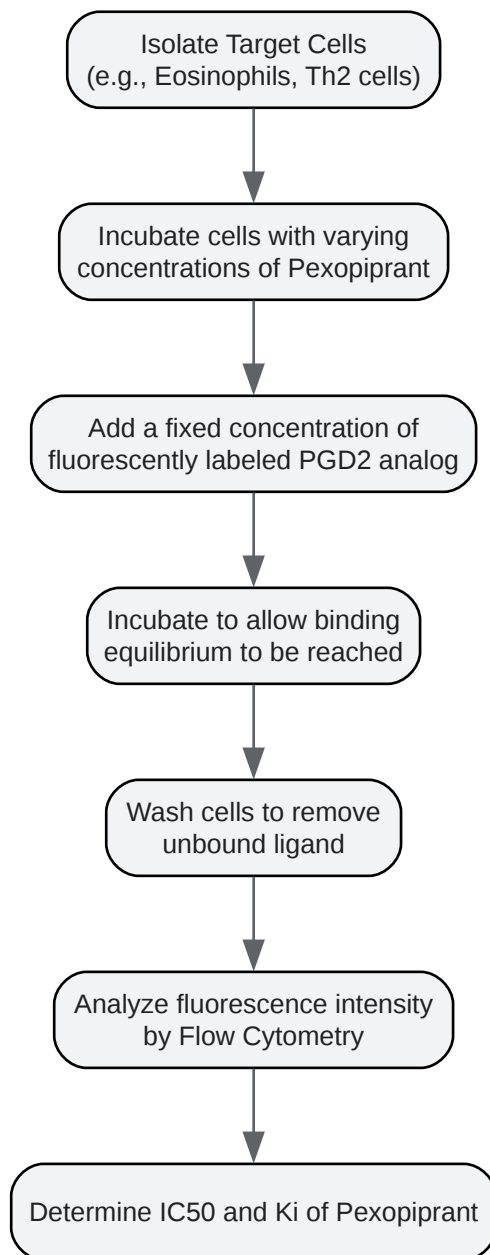 Isolate Target Cells
(e.g., Eosinophils, Th2 cells)
Incubate cells with varying
concentrations of Pexopiprant
Add a fixed concentration of
fluorescently labeled PGD2 analog
Incubate to allow binding
equilibrium to be reached
Wash cells to remove
unbound ligand
Analyze fluorescence intensity
by Flow Cytometry
Determine IC50 and Ki of Pexopiprant